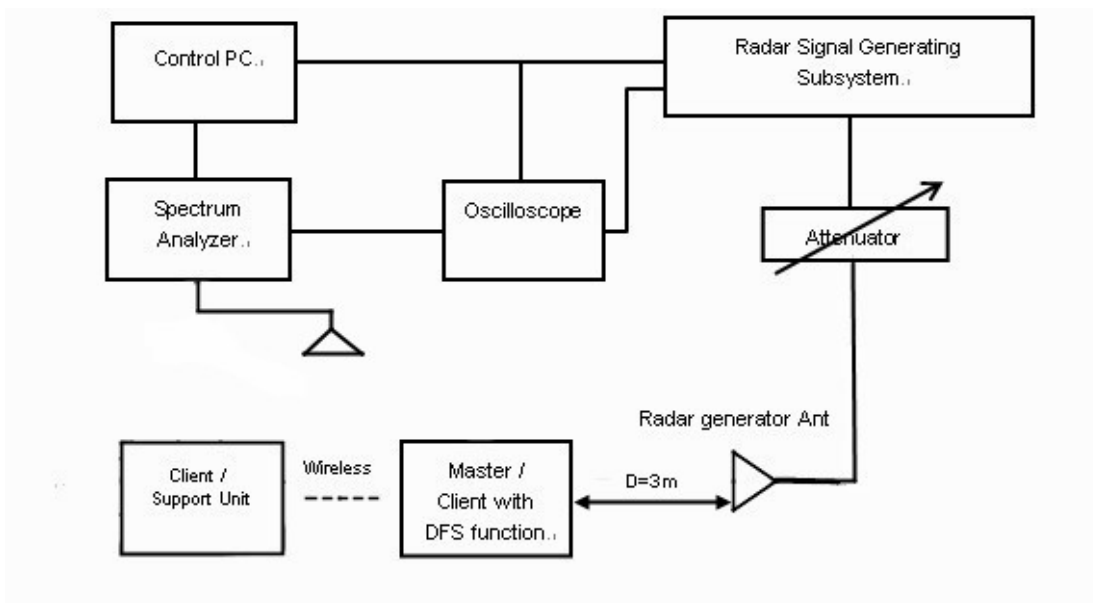 Control PC.
Radar Signal Generating
Subsystem.
Spectrum
Analyzer.
Oscilloscope
Attenuator
Radar generator Ant
Client /
Support Unit
Wireless
Master /
Client with
DFS function.
D=3m